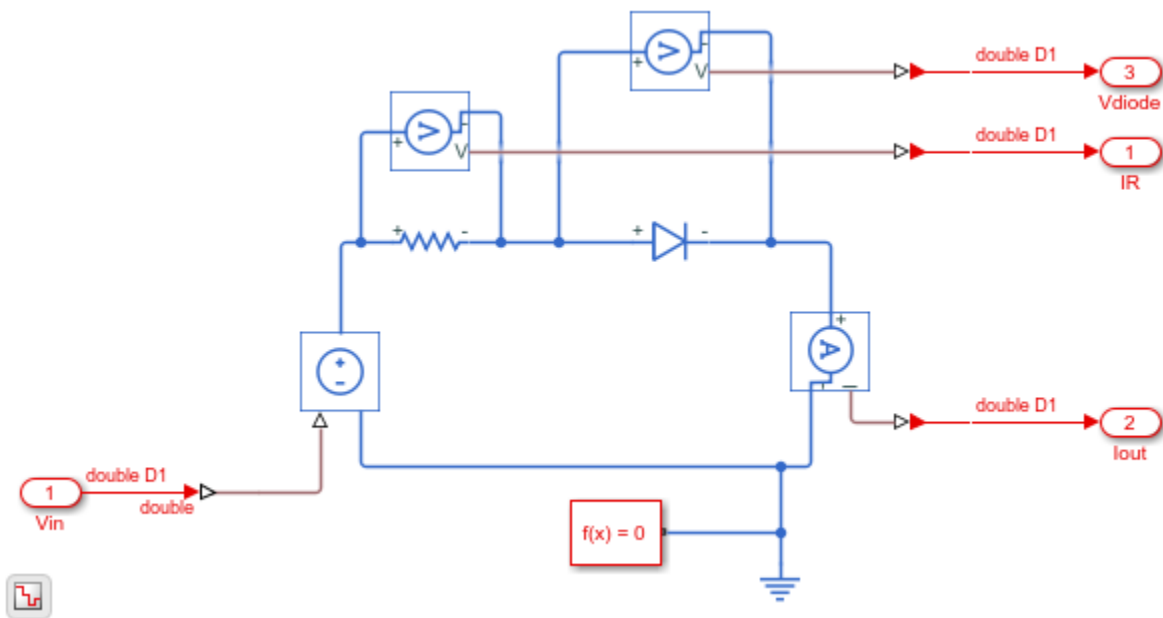 V
+
-
V
double D1
3
Vdiode
V
+
-
V
double D1
1
IR
+
-
+
-
+
-
+
A
double D1
2
Iout
1
Vin
double D1
double
f(x) = 0